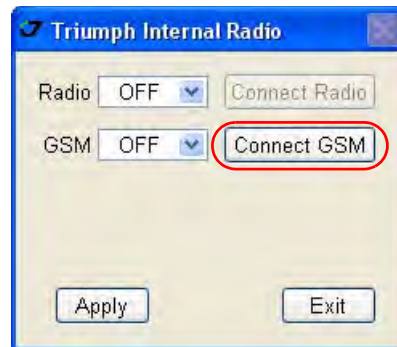 Triumph Internal Radio
Radio OFF Connect Radio
GSM OFF Connect GSM
Apply Exit